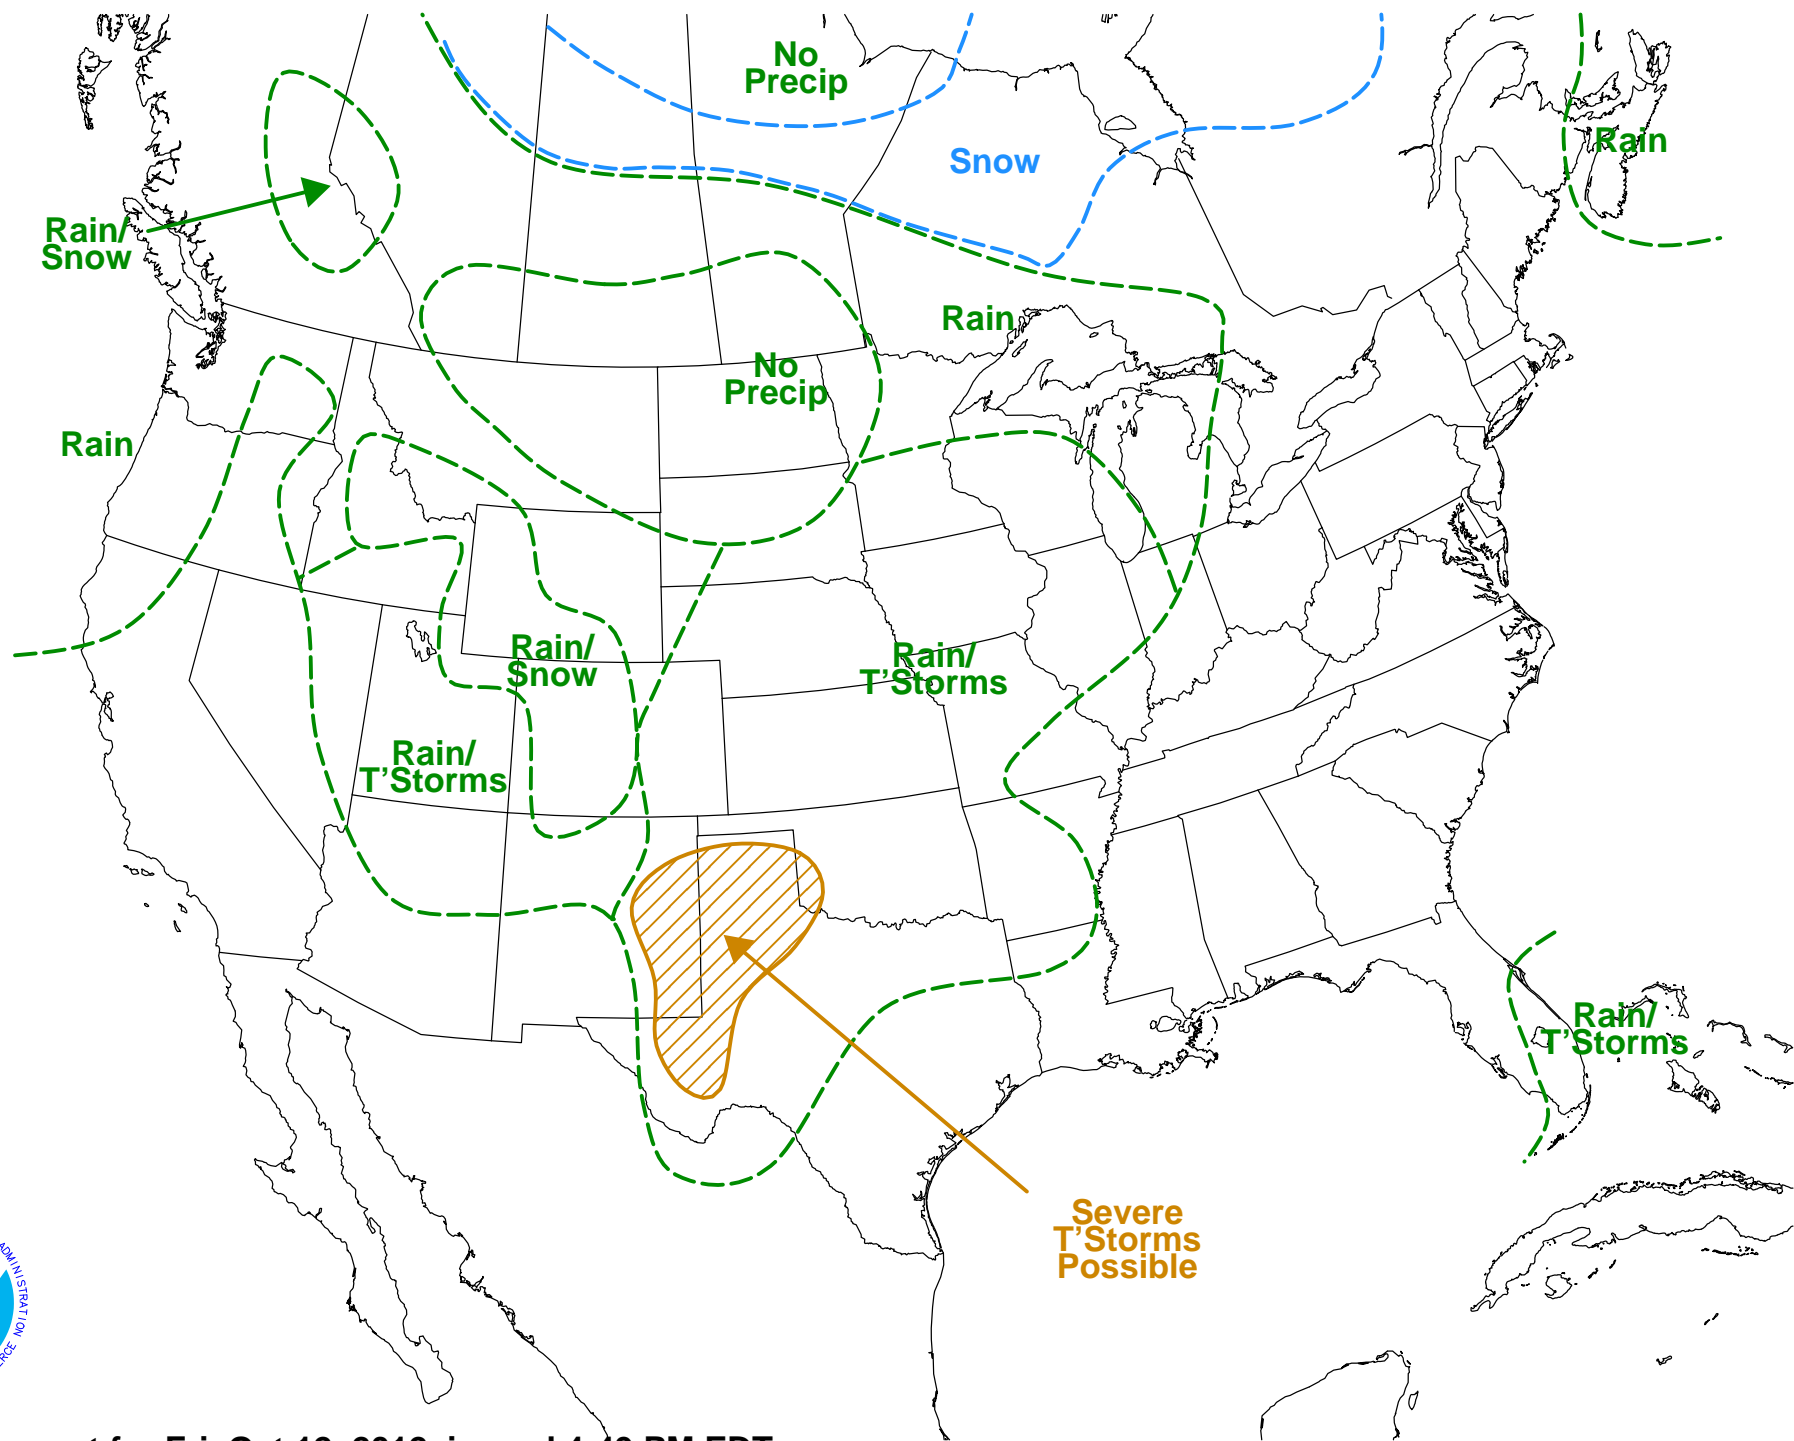 No
Precip
Snow
Rain
Rain/
Snow
Rain
No
Precip
Rain
Rain/
Snow
Rain/
T’Storms
Rain/
T’Storms
Rain/
T’Storms
Severe
T’Storms
Possible
ADMINISTRATION